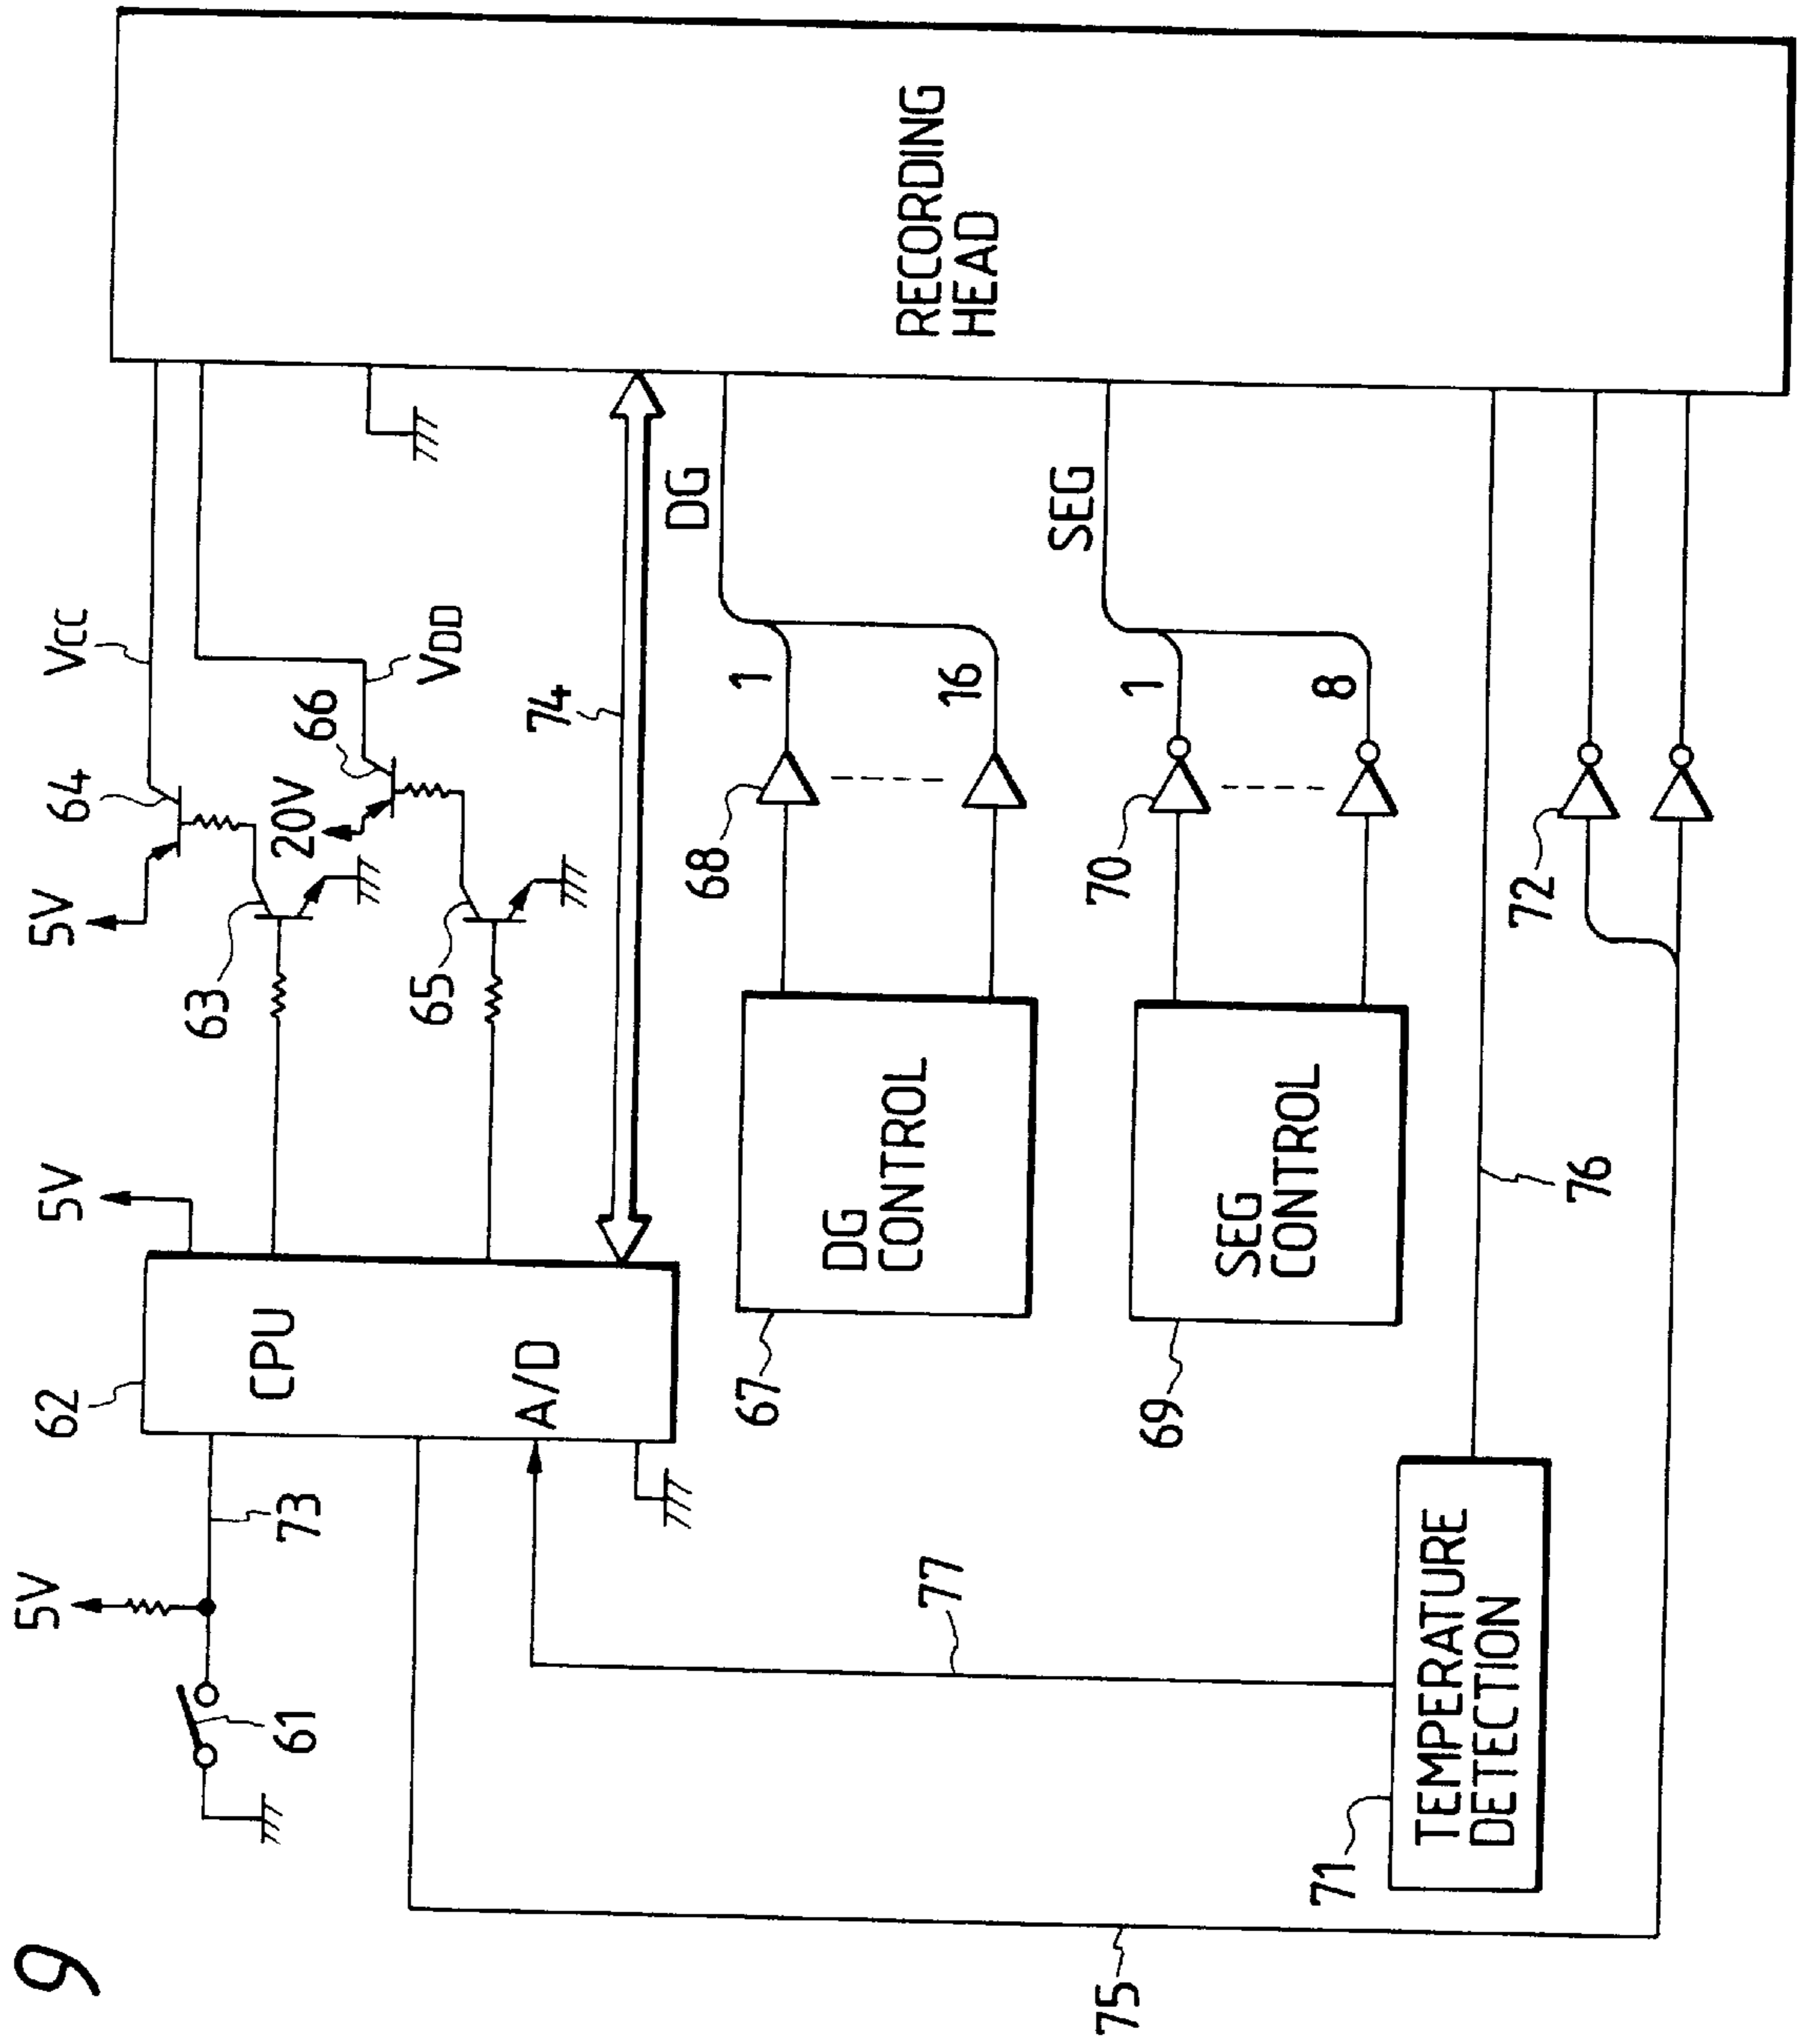 9
5V
61
73
62
CPU
A/D
5V
63
5V
64
VCC
65
20V
66
VDD
74
DG
67
DG
CONTROL
68
1
16
SEG
69
SEG
CONTROL
70
1
8
RECORDING
HEAD
77
71
TEMPERATURE
DETECTION
76
72
75